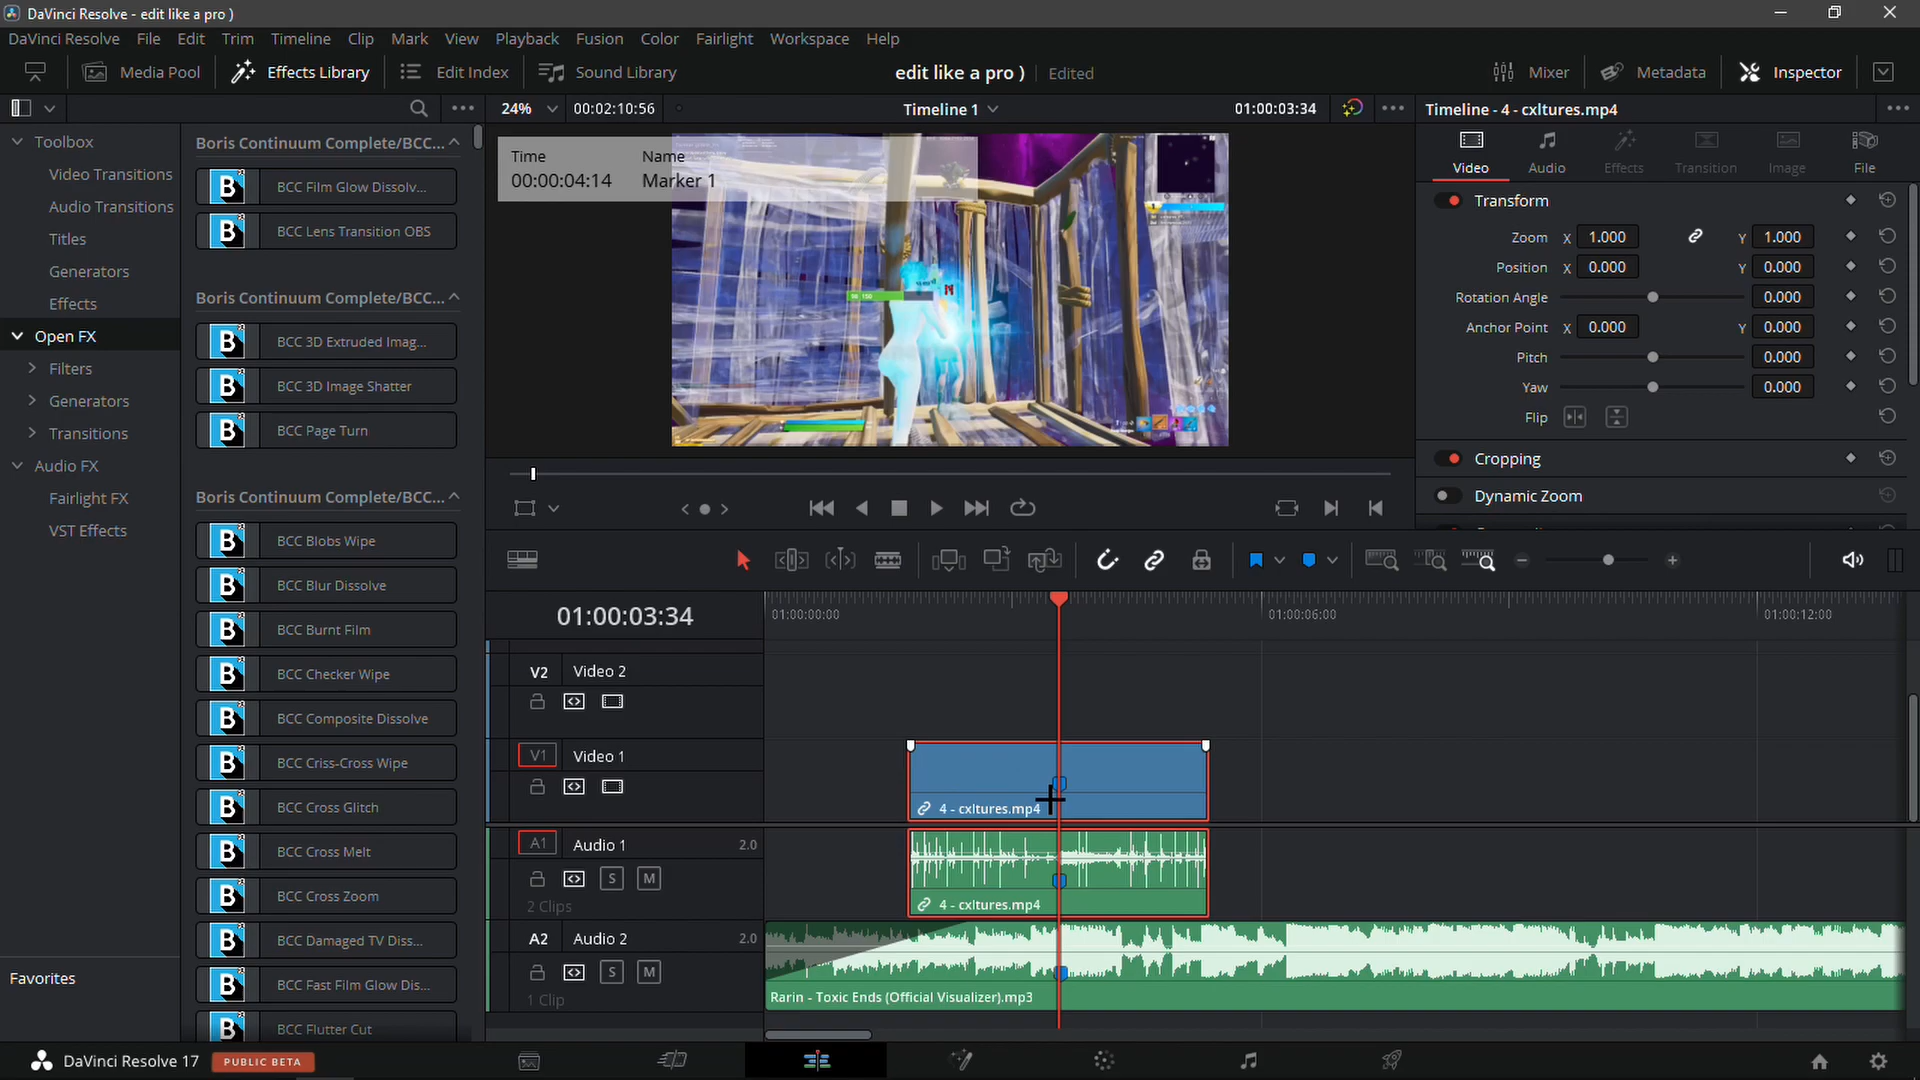 DaVinci Resolve - edit like a pro )
DaVinci Resolve File Edit Trim Timeline Clip Mark View Playback Fusion Color Fairlight Workspace Help
Media Pool Effects Library Edit Index Sound Library edit like a pro ) Edited Mixer Metadata Inspector
24% 00:02:10:56 Timeline 1 01:00:03:34 Timeline - 4 - cxltures.mp4
Toolbox
Video Transitions
Audio Transitions
Titles
Generators
Effects
Open FX
Filters
Generators
Transitions
Audio FX
Fairlight FX
VST Effects
Favorites
Boris Continuum Complete/BCC...
BCC Film Glow Dissolv...
BCC Lens Transition OBS
Boris Continuum Complete/BCC...
BCC 3D Extruded Imag...
BCC 3D Image Shatter
BCC Page Turn
Boris Continuum Complete/BCC...
BCC Blobs Wipe
BCC Blur Dissolve
BCC Burnt Film
BCC Checker Wipe
BCC Composite Dissolve
BCC Criss-Cross Wipe
BCC Cross Glitch
BCC Cross Melt
BCC Cross Zoom
BCC Damaged TV Diss...
BCC Fast Film Glow Dis...
BCC Flutter Cut
Time Name
00:00:04:14 Marker 1
Video Audio Effects Transition Image File
Transform
Zoom X 1.000 Y 1.000
Position X 0.000 Y 0.000
Rotation Angle 0.000
Anchor Point X 0.000 Y 0.000
Pitch 0.000
Yaw 0.000
Flip
Cropping
Dynamic Zoom
01:00:03:34 01:00:00:00 01:00:06:00 01:00:12:00
V2 Video 2
V1 Video 1
4 - cxltures.mp4
A1 Audio 1 2.0
S M
2 Clips
4 - cxltures.mp4
A2 Audio 2 2.0
S M
1 Clip
Rarin - Toxic Ends (Official Visualizer).mp3
DaVinci Resolve 17 PUBLIC BETA